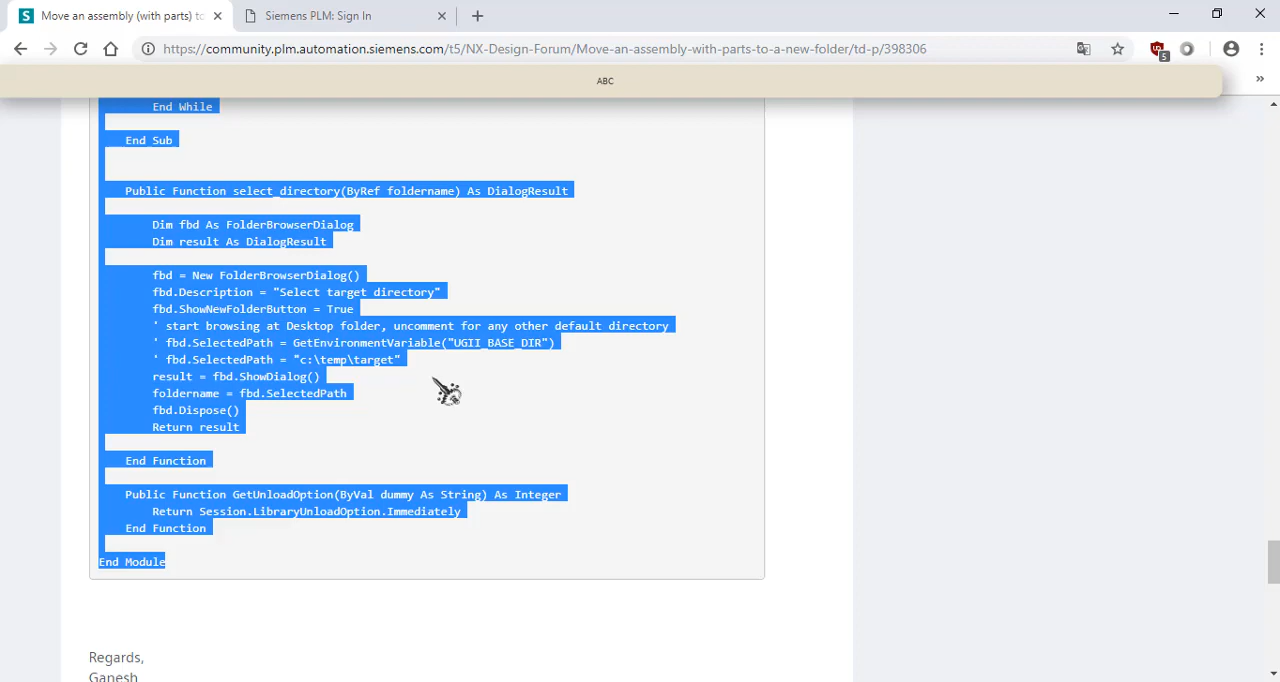 Move an assembly (with parts) to
Siemens PLM: Sign In
https://community.plm.automation.siemens.com/t5/NX-Design-Forum/Move-an-assembly-with-parts-to-a-new-folder/td-p/398306
5
ABC
End While
End Sub
Public Function select_directory(ByRef foldername) As DialogResult
Dim fbd As FolderBrowserDialog
Dim result As DialogResult
fbd = New FolderBrowserDialog()
fbd.Description = "Select target directory"
fbd.ShowNewFolderButton = True
' start browsing at Desktop folder, uncomment for any other default directory
' fbd.SelectedPath = GetEnvironmentVariable("UGII_BASE_DIR")
' fbd.SelectedPath = "c:\temp\target"
result = fbd.ShowDialog()
foldername = fbd.SelectedPath
fbd.Dispose()
Return result
End Function
Public Function GetUnloadOption(ByVal dummy As String) As Integer
Return Session.LibraryUnloadOption.Immediately
End Function
End Module
Regards,
Ganesh